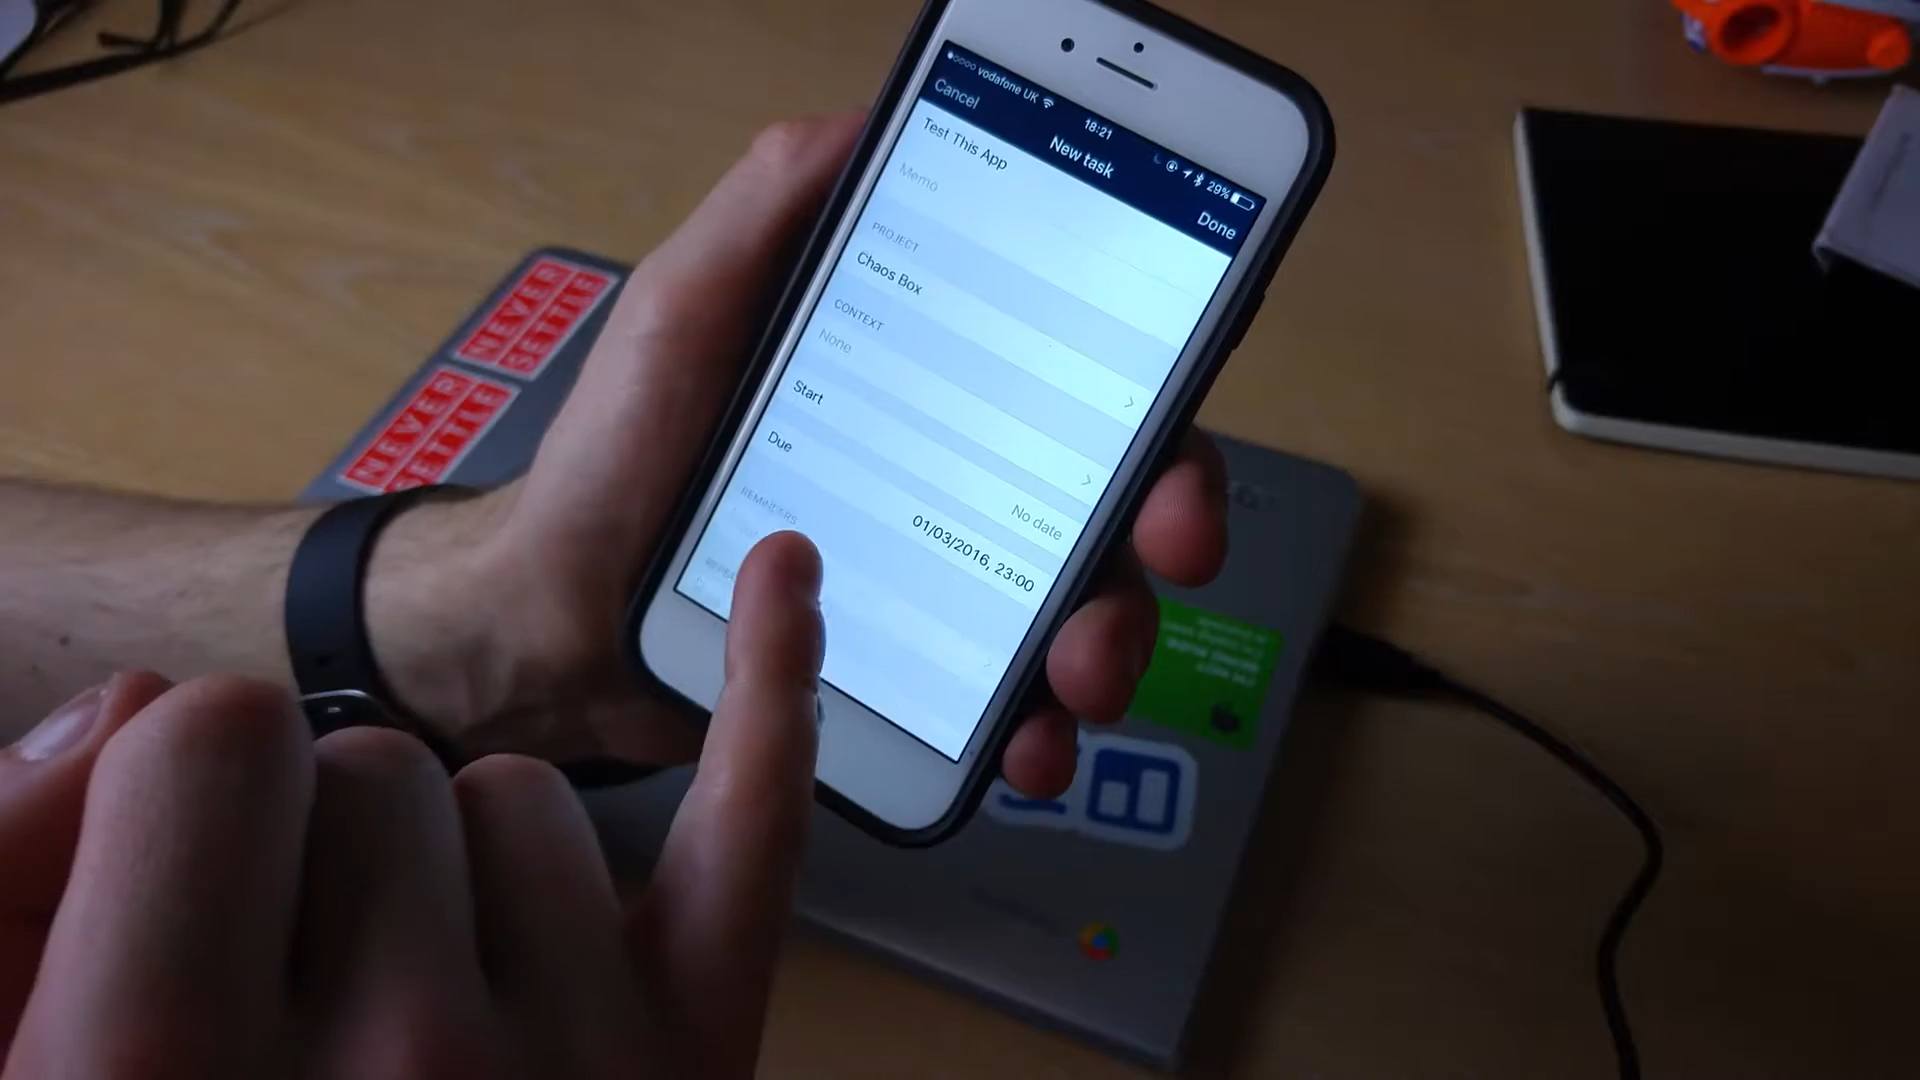 vodafone UK
18:21
29%
Cancel
New task
Done
Test This App
Memo
PROJECT
Chaos Box
CONTEXT
None
Start
No date
Due
01/03/2016, 23:00
REMINDERS
NEVER
SETTLE
NEVER
SETTLE